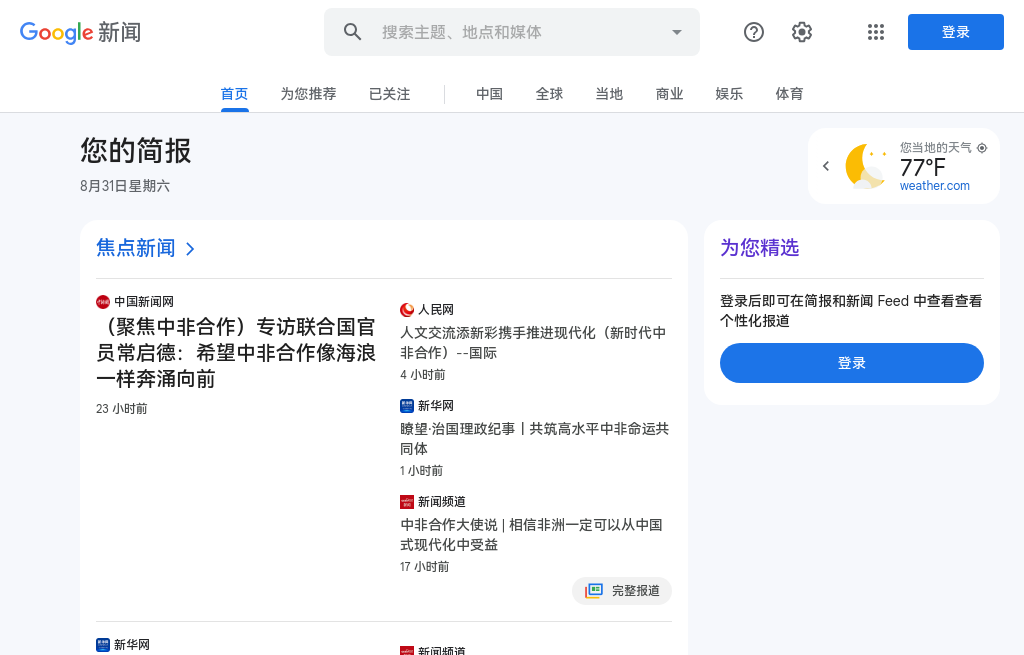 Google 新闻
搜索主题、地点和媒体
登录
首页
为您推荐
已关注
中国
全球
当地
商业
娱乐
体育
您的简报
8月31日星期六
您当地的天气
77°F
weather.com
焦点新闻
中国新闻网
（聚焦中非合作）专访联合国官
员常启德：希望中非合作像海浪
一样奔涌向前
23 小时前
人民网
人文交流添新彩携手推进现代化（新时代中
非合作）--国际
4 小时前
新华网
瞭望·治国理政纪事丨共筑高水平中非命运共
同体
1 小时前
新闻频道
中非合作大使说 | 相信非洲一定可以从中国
式现代化中受益
17 小时前
完整报道
新华网
新闻频道
为您精选
登录后即可在简报和新闻 Feed 中查看查看
个性化报道
登录